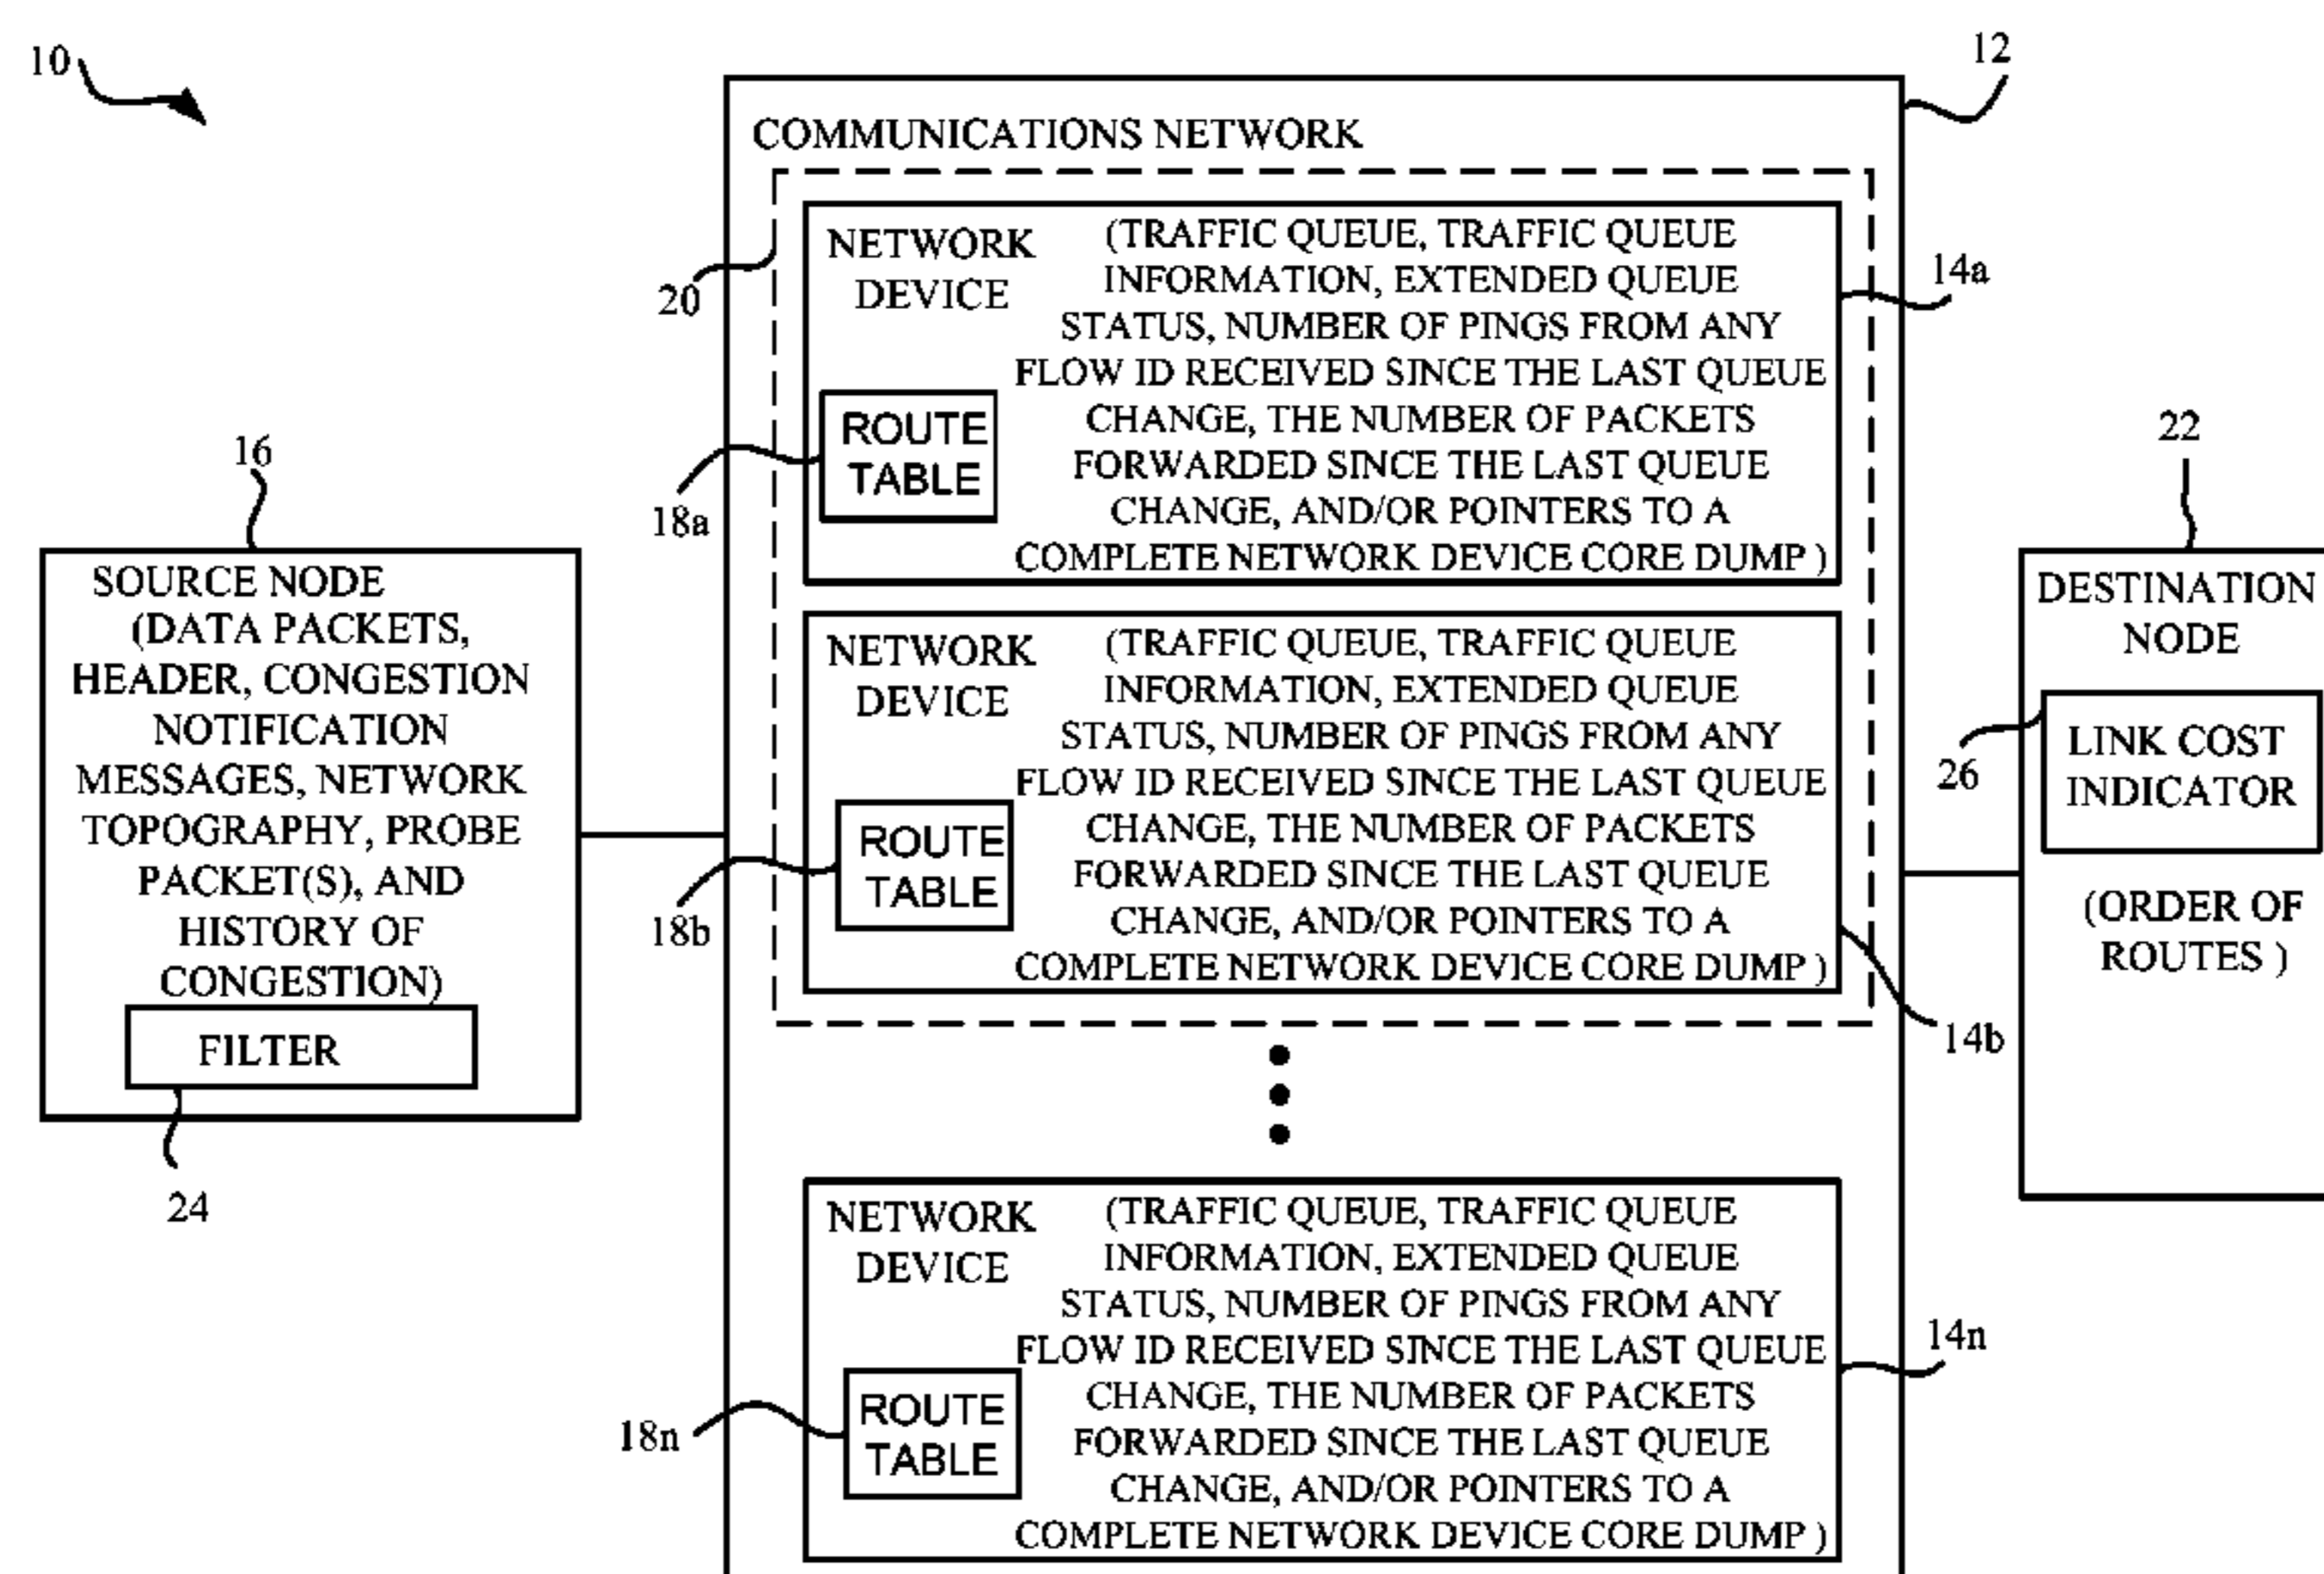 10
12
COMMUNICATIONS NETWORK
20
NETWORK
DEVICE
(TRAFFIC QUEUE, TRAFFIC QUEUE
INFORMATION, EXTENDED QUEUE
STATUS, NUMBER OF PINGS FROM ANY
FLOW ID RECEIVED SINCE THE LAST QUEUE
CHANGE, THE NUMBER OF PACKETS
FORWARDED SINCE THE LAST QUEUE
CHANGE, AND/OR POINTERS TO A
COMPLETE NETWORK DEVICE CORE DUMP )
14a
ROUTE
TABLE
18a
16
SOURCE NODE
(DATA PACKETS,
HEADER, CONGESTION
NOTIFICATION
MESSAGES, NETWORK
TOPOGRAPHY, PROBE
PACKET(S), AND
HISTORY OF
CONGESTION)
FILTER
24
NETWORK
DEVICE
(TRAFFIC QUEUE, TRAFFIC QUEUE
INFORMATION, EXTENDED QUEUE
STATUS, NUMBER OF PINGS FROM ANY
FLOW ID RECEIVED SINCE THE LAST QUEUE
CHANGE, THE NUMBER OF PACKETS
FORWARDED SINCE THE LAST QUEUE
CHANGE, AND/OR POINTERS TO A
COMPLETE NETWORK DEVICE CORE DUMP )
ROUTE
TABLE
18b
14b
22
DESTINATION
NODE
LINK COST
INDICATOR
26
(ORDER OF
ROUTES )
NETWORK
DEVICE
(TRAFFIC QUEUE, TRAFFIC QUEUE
INFORMATION, EXTENDED QUEUE
STATUS, NUMBER OF PINGS FROM ANY
FLOW ID RECEIVED SINCE THE LAST QUEUE
CHANGE, THE NUMBER OF PACKETS
FORWARDED SINCE THE LAST QUEUE
CHANGE, AND/OR POINTERS TO A
COMPLETE NETWORK DEVICE CORE DUMP )
14n
ROUTE
TABLE
18n